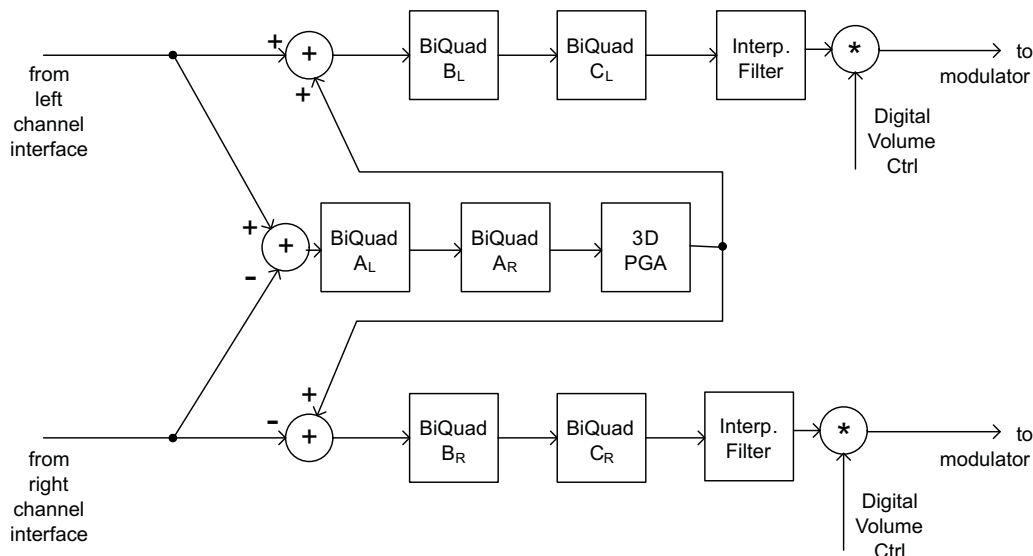 +
+
+
from
left
channel
interface
BiQuad
BL
BiQuad
CL
Interp.
Filter
*
to
modulator
Digital
Volume
Ctrl
+
-
+
BiQuad
AL
BiQuad
AR
3D
PGA
+
-
+
from
right
channel
interface
BiQuad
BR
BiQuad
CR
Interp.
Filter
*
to
modulator
Digital
Volume
Ctrl